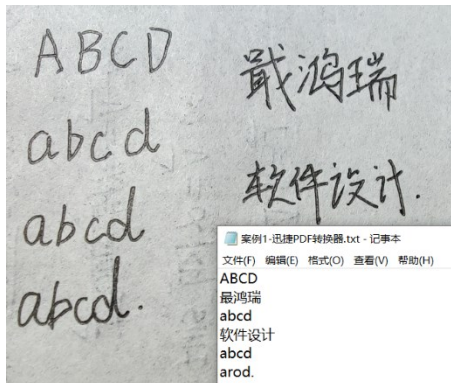 ABCD
戢鸿瑞
abcd
软件设计.
abcd
abcd.
案例1-迅捷PDF转换器.txt - 记事本
文件(F) 编辑(E) 格式(O) 查看(V) 帮助(H)
ABCD
最鸿瑞
abcd
软件设计
abcd
arod.